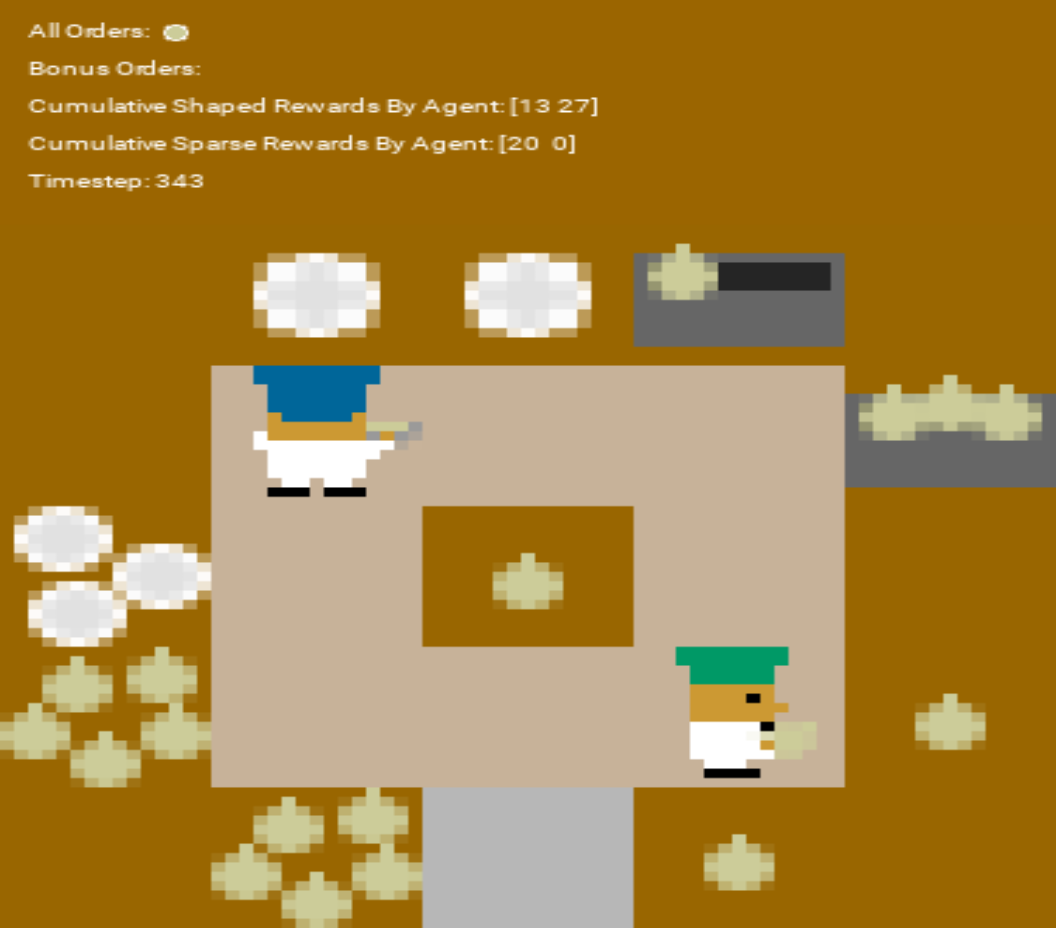 All Orders:
Bonus Orders:
Cumulative Shaped Rewards By Agent: [13 27]
Cumulative Sparse Rewards By Agent: [20 0]
Timestep: 343